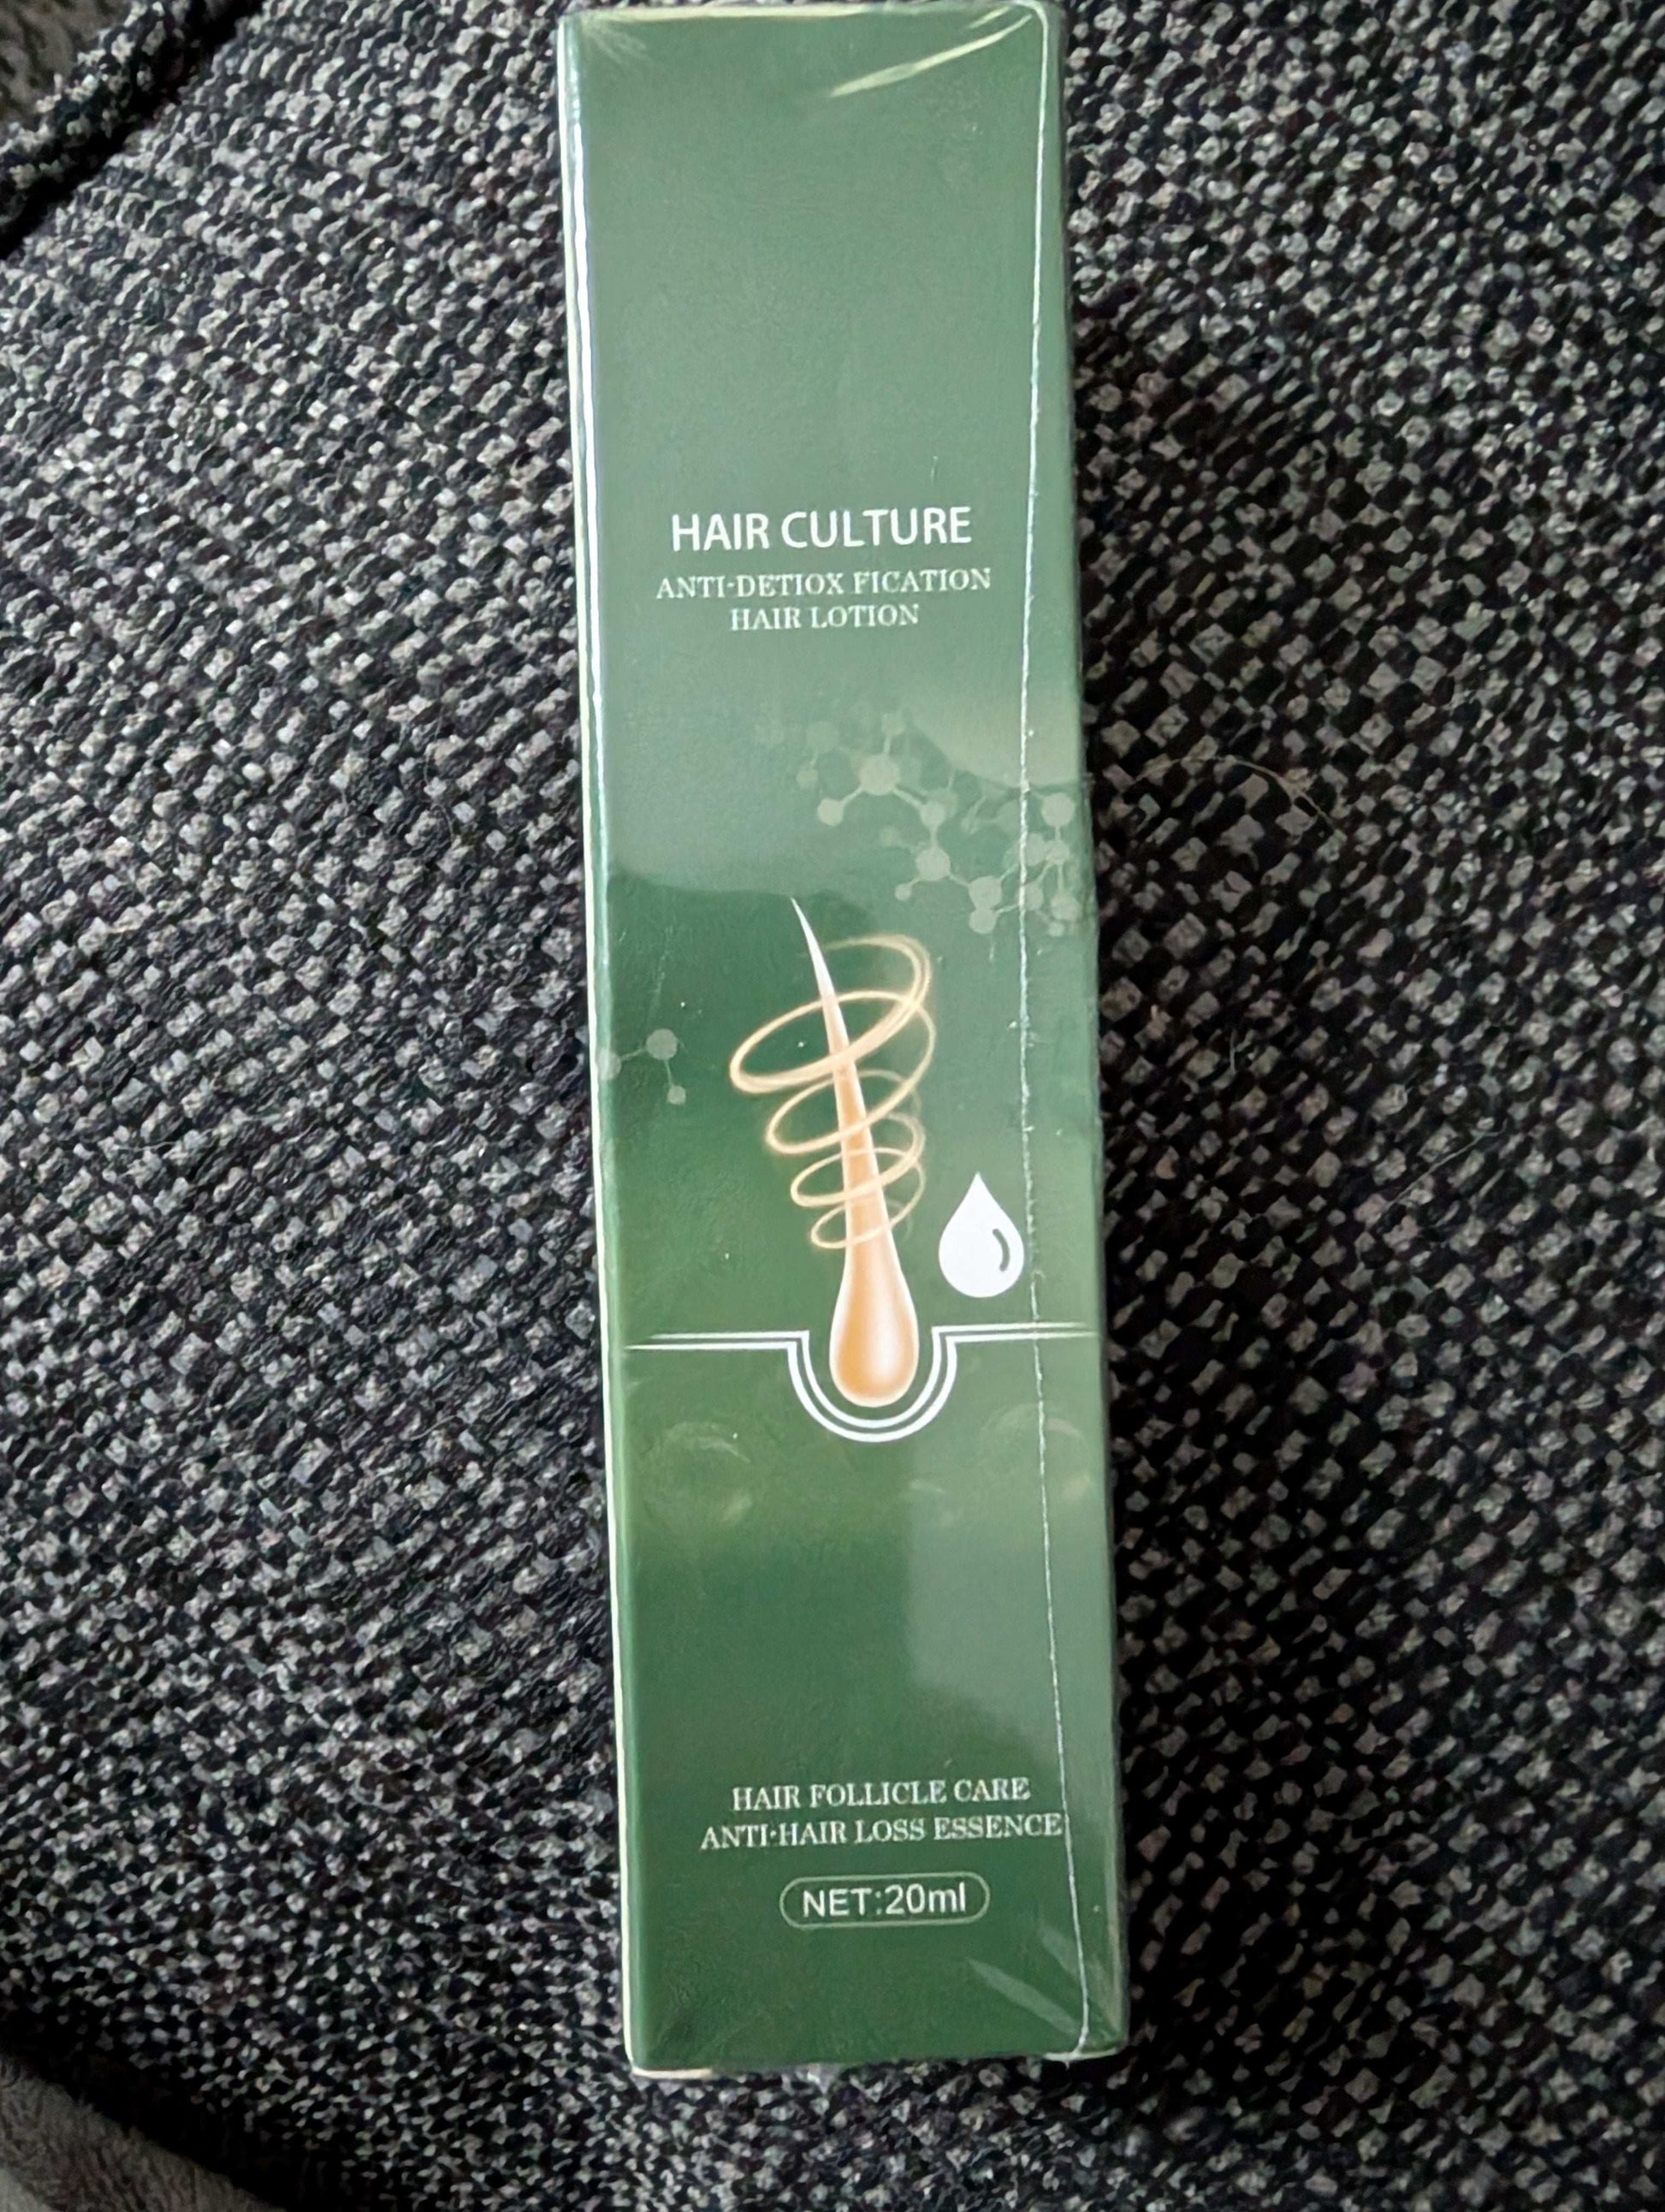 HAIR CULTURE
ANTI-DETIOX FICATION
HAIR LOTION
HAIR FOLLICLE CARE
ANTI-HAIR LOSS ESSENCE
NET:20ml